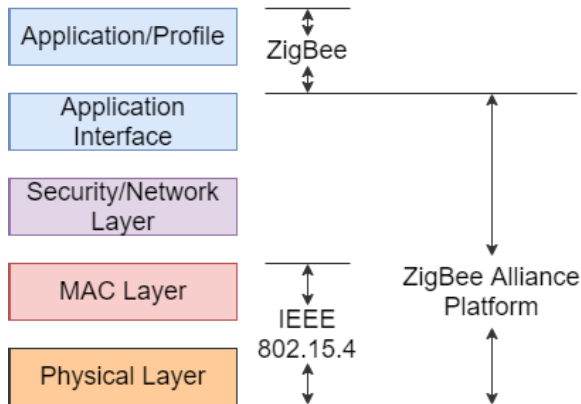 Application/Profile
ZigBee
Application
Interface
Security/Network
Layer
MAC Layer
IEEE
802.15.4
ZigBee Alliance
Platform
Physical Layer